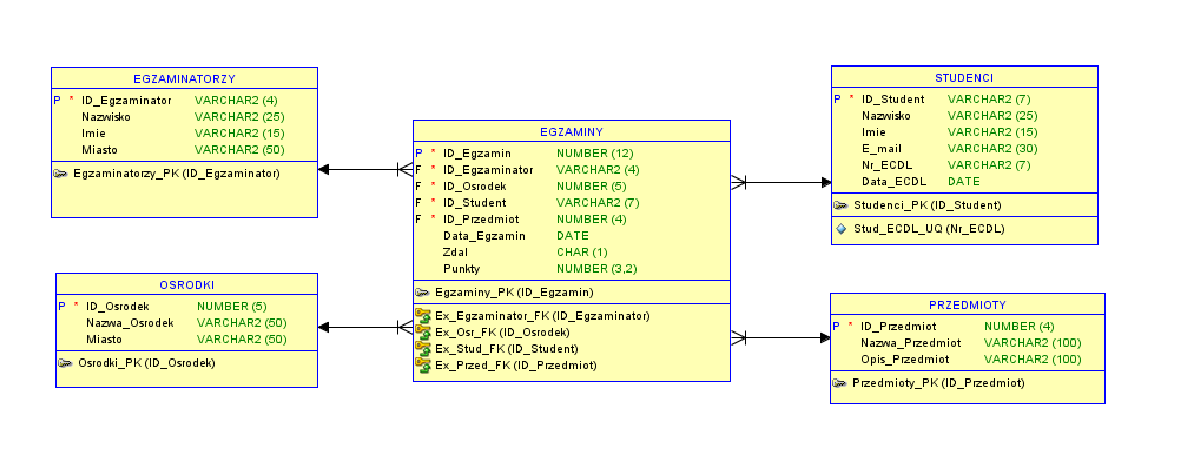 EGZAMINATORZY
P * ID_Egzaminator VARCHAR2 (4)
Nazwisko VARCHAR2 (25)
Imie VARCHAR2 (15)
Miasto VARCHAR2 (50)
Egzaminatorzy_PK (ID_Egzaminator)
OSRODKI
P * ID_Osrodek NUMBER (5)
Nazwa_Osrodek VARCHAR2 (50)
Miasto VARCHAR2 (50)
Osrodki_PK (ID_Osrodek)
EGZAMINY
P * ID_Egzamin NUMBER (12)
F * ID_Egzaminator VARCHAR2 (4)
F * ID_Osrodek NUMBER (5)
F * ID_Student VARCHAR2 (7)
F * ID_Przedmiot NUMBER (4)
Data_Egzamin DATE
Zdal CHAR (1)
Punkty NUMBER (3,2)
Egzaminy_PK (ID_Egzamin)
Ex_Egzaminator_FK (ID_Egzaminator)
Ex_Osr_FK (ID_Osrodek)
Ex_Stud_FK (ID_Student)
Ex_Przed_FK (ID_Przedmiot)
STUDENCI
P * ID_Student VARCHAR2 (7)
Nazwisko VARCHAR2 (25)
Imie VARCHAR2 (15)
E_mail VARCHAR2 (30)
Nr_ECDL VARCHAR2 (7)
Data_ECDL DATE
Studenci_PK (ID_Student)
Stud_ECDL_UQ (Nr_ECDL)
PRZEDMIOTY
P * ID_Przedmiot NUMBER (4)
Nazwa_Przedmiot VARCHAR2 (100)
Opis_Przedmiot VARCHAR2 (100)
Przedmioty_PK (ID_Przedmiot)